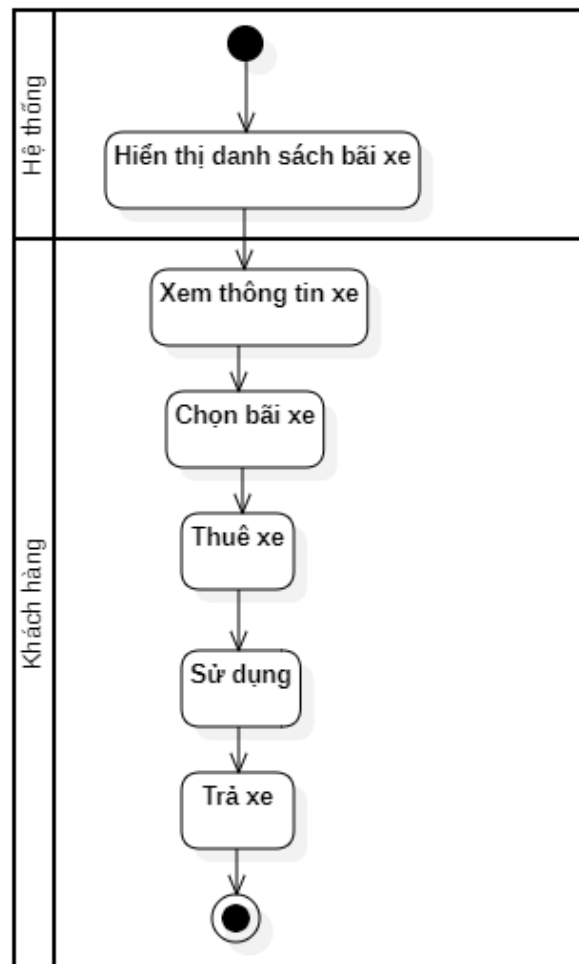 Hệ thống
Hiển thị danh sách bãi xe
Khách hàng
Xem thông tin xe
Chọn bãi xe
Thuê xe
Sử dụng
Trả xe